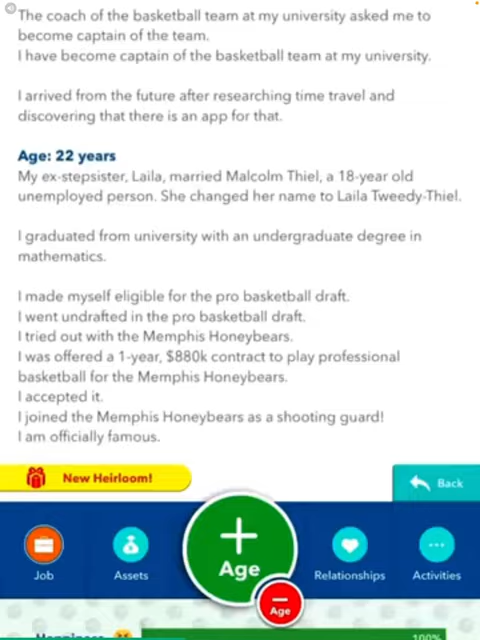 The coach of the basketball team at my university asked me to
become captain of the team.
I have become captain of the basketball team at my university.
I arrived from the future after researching time travel and
discovering that there is an app for that.
Age: 22 years
My ex-stepsister, Laila, married Malcolm Thiel, a 18-year old
unemployed person. She changed her name to Laila Tweedy-Thiel.
I graduated from university with an undergraduate degree in
mathematics.
I made myself eligible for the pro basketball draft.
I went undrafted in the pro basketball draft.
I tried out with the Memphis Honeybears.
I was offered a 1-year, $880k contract to play professional
basketball for the Memphis Honeybears.
I accepted it.
I joined the Memphis Honeybears as a shooting guard!
I am officially famous.
New Heirloom!
Back
Job
Assets
+
Age
Relationships
Activities
Age
Happiness
100%